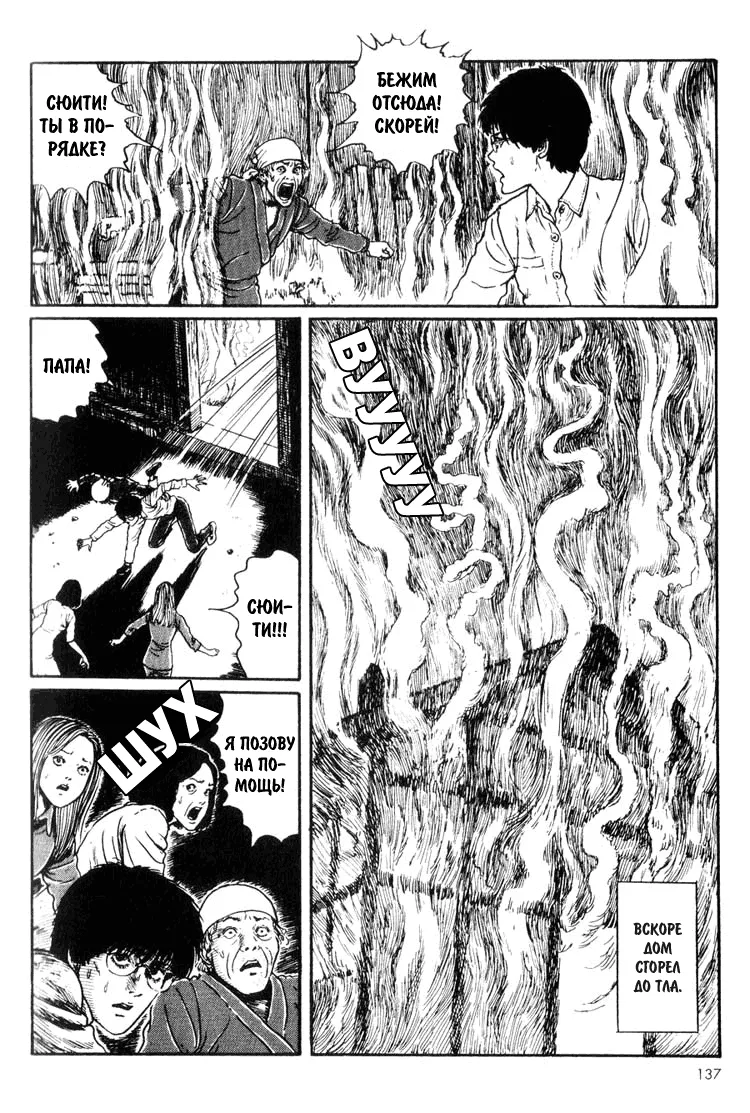 СЮИТИ!
ТЫ В ПО-
РЯДКЕ?
БЕЖИМ
ОТСЮДА!
СКОРЕЙ!
ПАПА!
СЮИ-
ТИ!!!
ШУХ
Я ПОЗОВУ
НА ПО-
МОЩЬ!
Вуууууу
ВСКОРЕ
ДОМ
СГОРЕЛ
ДО ТЛА.
137